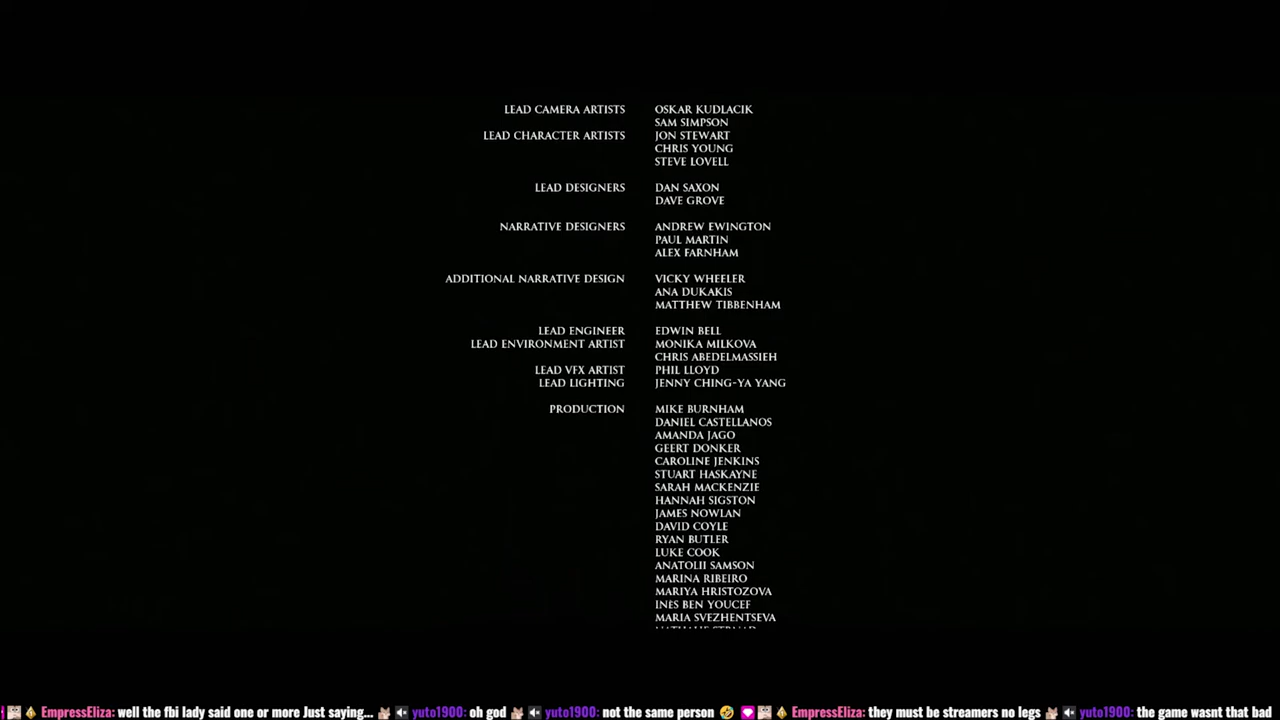 LEAD CAMERA ARTISTS OSKAR KUDLACIK
SAM SIMPSON
LEAD CHARACTER ARTISTS JON STEWART
CHRIS YOUNG
STEVE LOVELL
LEAD DESIGNERS DAN SAXON
DAVE GROVE
NARRATIVE DESIGNERS ANDREW EWINGTON
PAUL MARTIN
ALEX FARNHAM
ADDITIONAL NARRATIVE DESIGN VICKY WHEELER
ANA DUKAKIS
MATTHEW TIBBENHAM
LEAD ENGINEER EDWIN BELL
LEAD ENVIRONMENT ARTIST MONIKA MILKOVA
CHRIS ABEDELMASSIEH
LEAD VFX ARTIST PHIL LLOYD
LEAD LIGHTING JENNY CHING-YA YANG
PRODUCTION MIKE BURNHAM
DANIEL CASTELLANOS
AMANDA JAGO
GEERT DONKER
CAROLINE JENKINS
STUART HASKAYNE
SARAH MACKENZIE
HANNAH SIGSTON
JAMES NOWLAN
DAVID COYLE
RYAN BUTLER
LUKE COOK
ANATOLII SAMSON
MARINA RIBEIRO
MARIYA HRISTOZOVA
INÈS BEN YOUCEF
MARIA SVEZHENTSEVA
EmpressEliza: well the fbi lady said one or more Just saying... yuto1900: oh god yuto1900: not the same person 🤣 EmpressEliza: they must be streamers no legs yuto1900: the game wasnt that bad